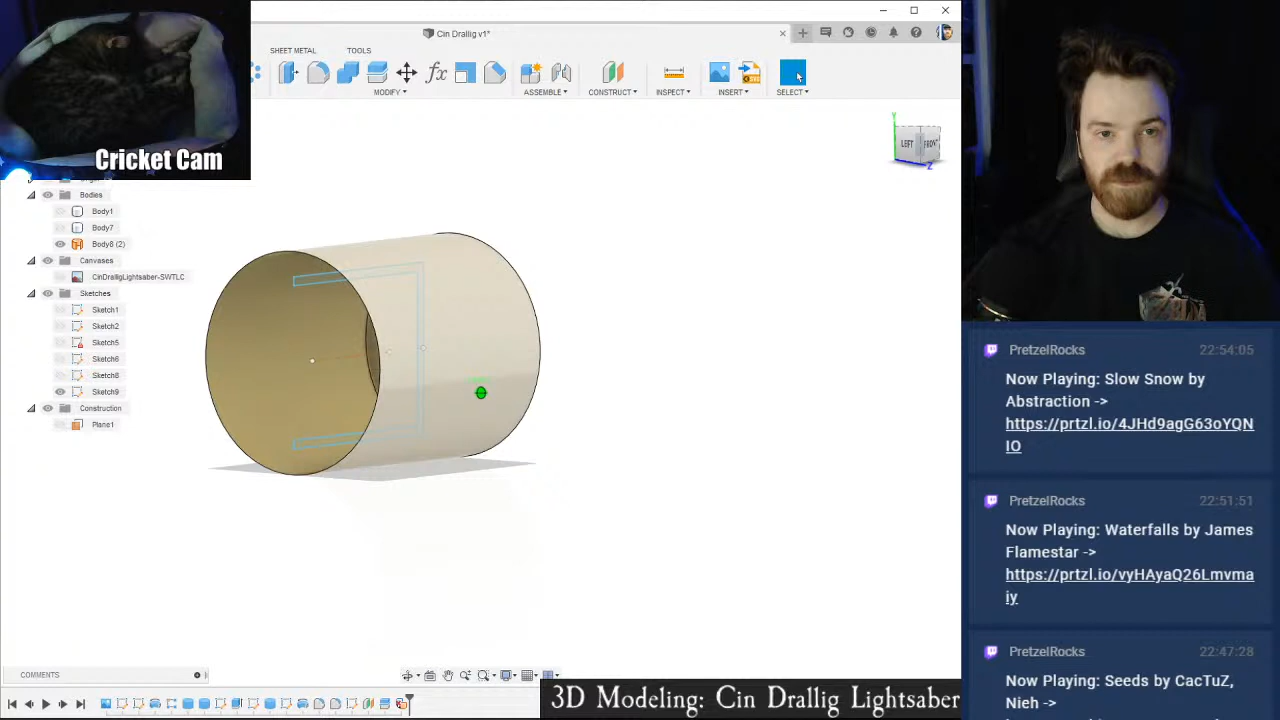 Cin Drallig v1*
SHEET METAL TOOLS
MODIFY ASSEMBLE CONSTRUCT INSPECT INSERT SELECT
Cricket Cam
LEFT FRONT
Y
Z
Bodies
Body1
Body7
Body8 (2)
Canvases
CinDralligLightsaber-SWTLC
Sketches
Sketch1
Sketch2
Sketch5
Sketch6
Sketch8
Sketch9
Construction
Plane1
COMMENTS
3D Modeling: Cin Drallig Lightsaber
PretzelRocks 22:54:05
Now Playing: Slow Snow by
Abstraction ->
https://prtzl.io/4JHd9agG63oYQN
IO
PretzelRocks 22:51:51
Now Playing: Waterfalls by James
Flamestar ->
https://prtzl.io/vyHAyaQ26Lmvma
iy
PretzelRocks 22:47:28
Now Playing: Seeds by CacTuZ,
Nieh ->